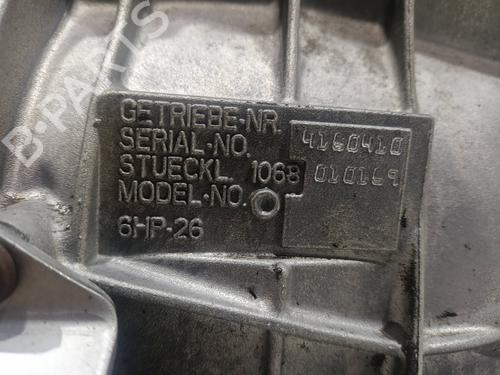 GETRIEBE·NR.
SERIAL·NO. 4160410
STUECKL. 1068 010169
MODEL·NO.
6HP-26
B-PARTS